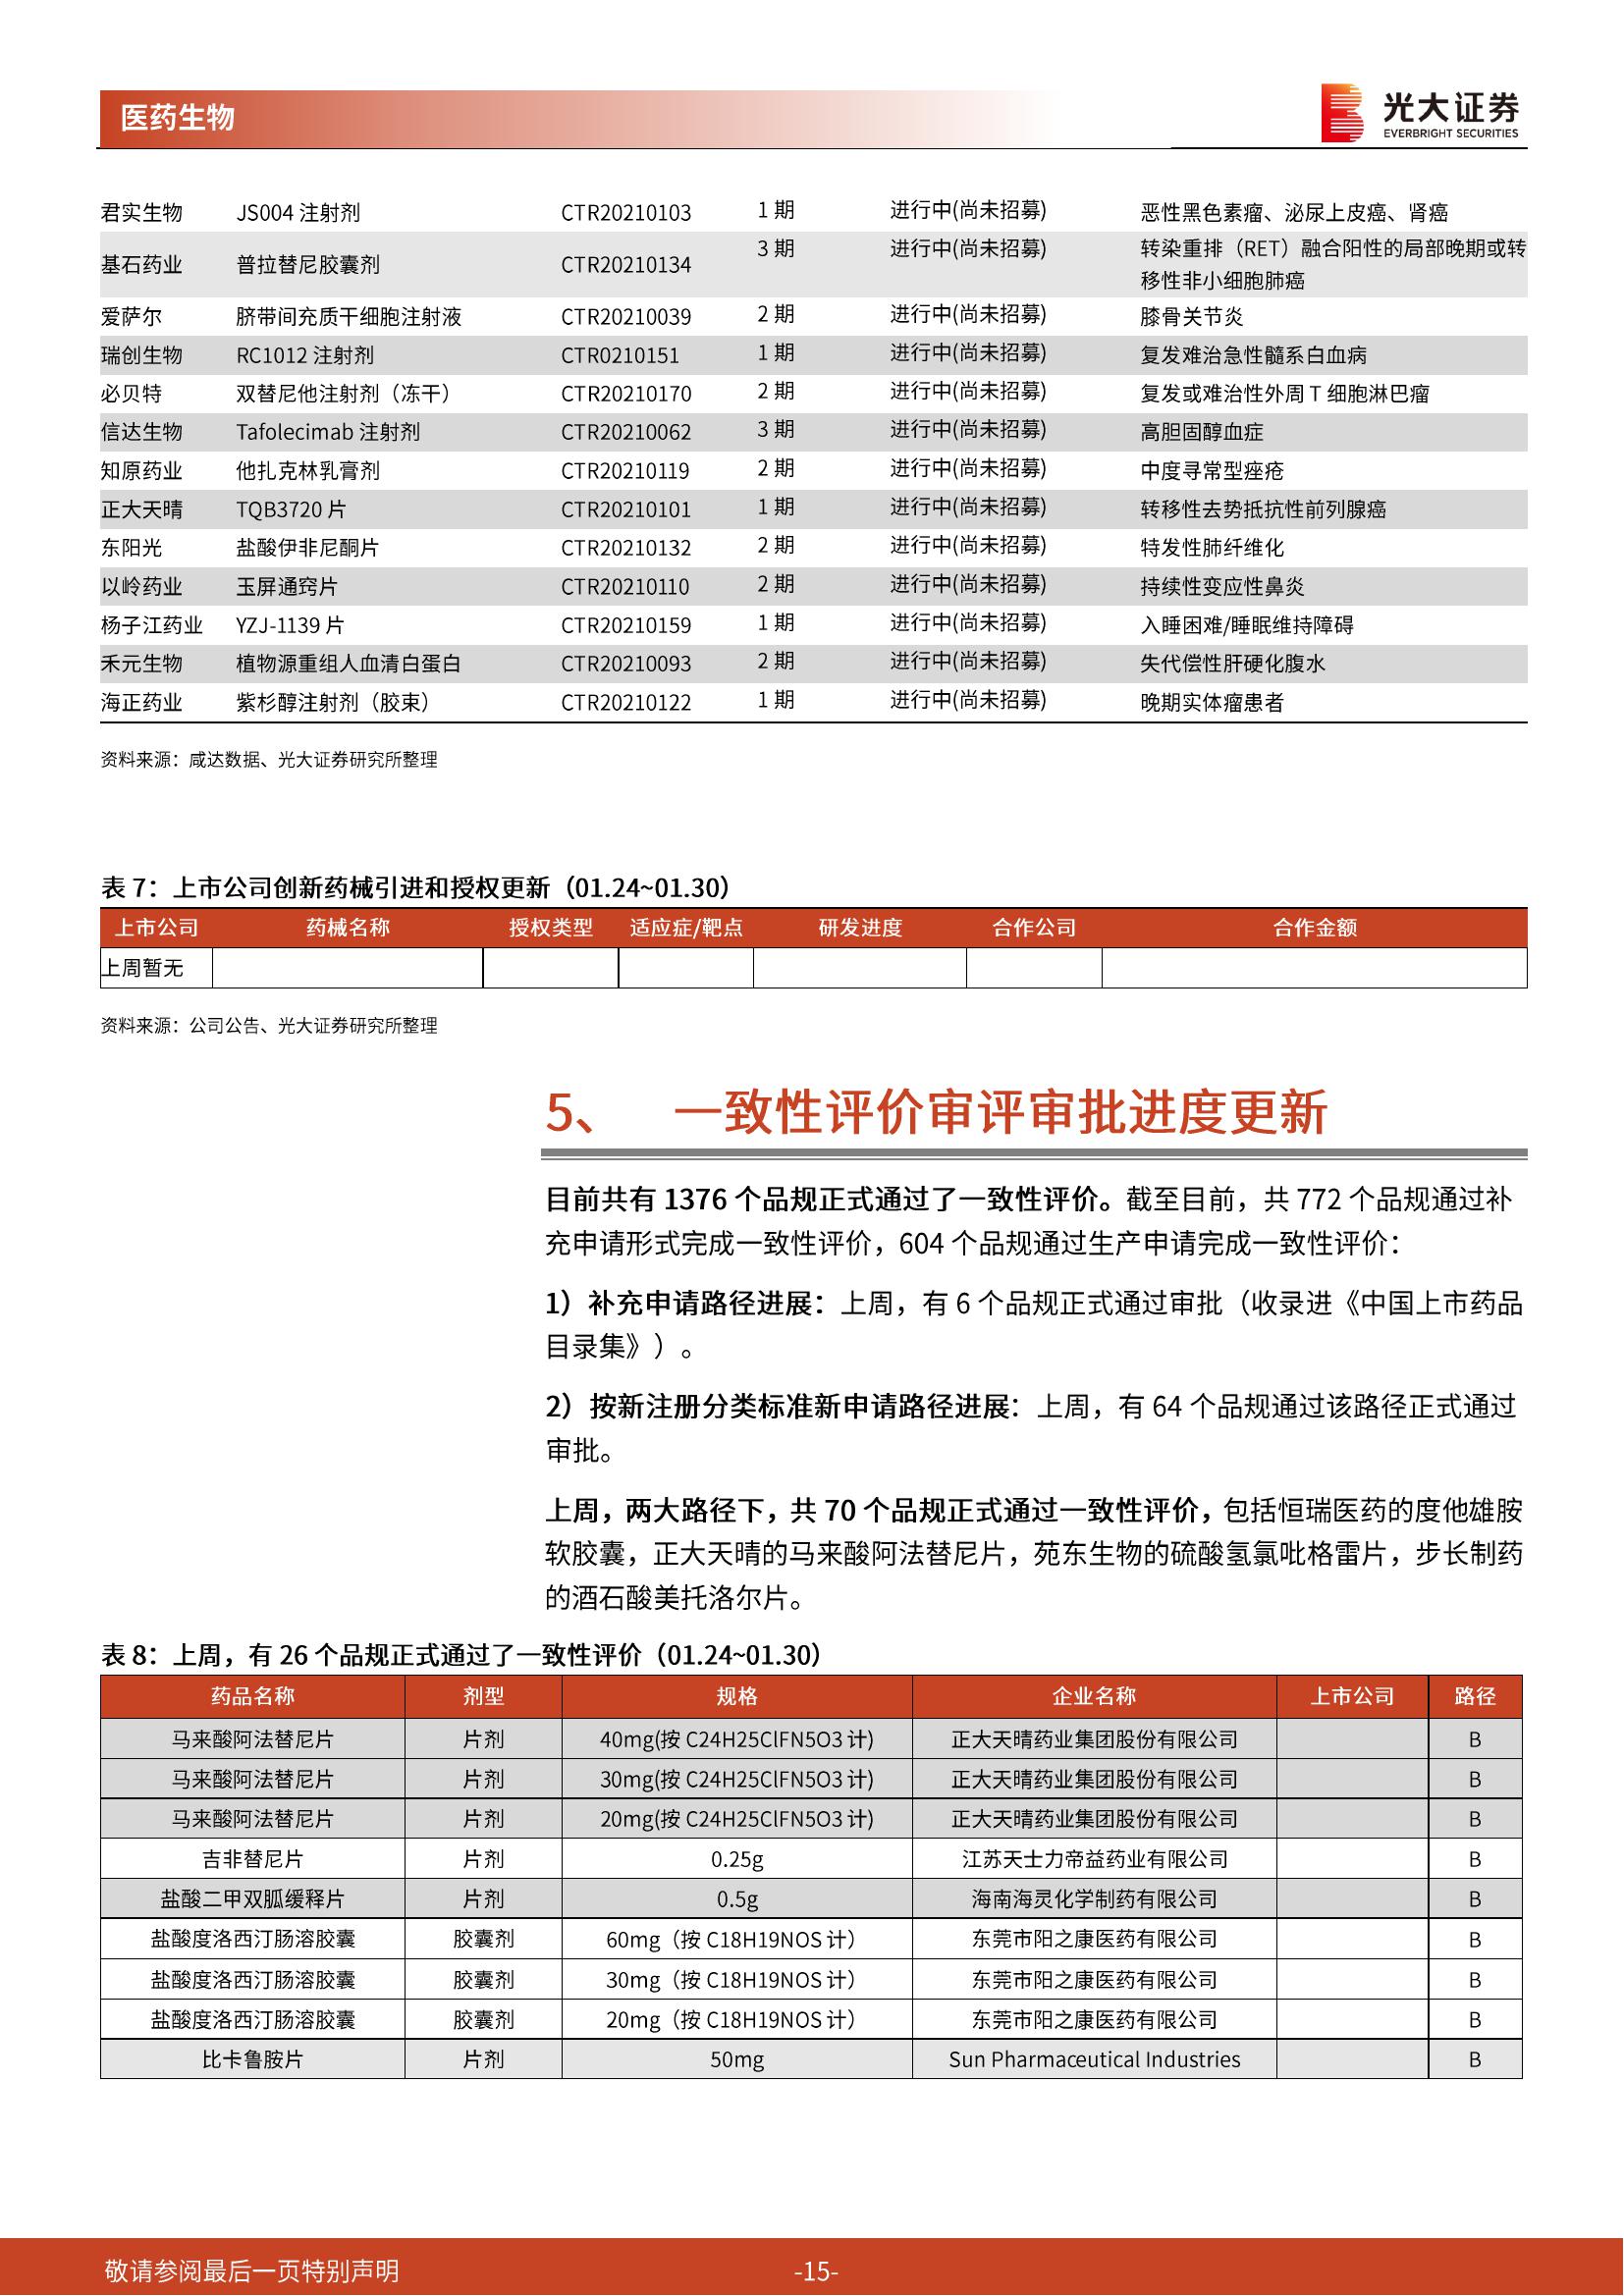 医药生物
光大证券
EVERBRIGHT SECURITIES
君实生物 JS004 注射剂 CTR20210103 1 期 进行中(尚未招募) 恶性黑色素瘤、泌尿上皮癌、肾癌
基石药业 普拉替尼胶囊剂 CTR20210134 3 期 进行中(尚未招募) 转染重排（RET）融合阳性的局部晚期或转
移性非小细胞肺癌
爱萨尔 脐带间充质干细胞注射液 CTR20210039 2 期 进行中(尚未招募) 膝骨关节炎
瑞创生物 RC1012 注射剂 CTR0210151 1 期 进行中(尚未招募) 复发难治急性髓系白血病
必贝特 双替尼他注射剂（冻干） CTR20210170 2 期 进行中(尚未招募) 复发或难治性外周 T 细胞淋巴瘤
信达生物 Tafolecimab 注射剂 CTR20210062 3 期 进行中(尚未招募) 高胆固醇血症
知原药业 他扎克林乳膏剂 CTR20210119 2 期 进行中(尚未招募) 中度寻常型痤疮
正大天晴 TQB3720 片 CTR20210101 1 期 进行中(尚未招募) 转移性去势抵抗性前列腺癌
东阳光 盐酸伊非尼酮片 CTR20210132 2 期 进行中(尚未招募) 特发性肺纤维化
以岭药业 玉屏通窍片 CTR20210110 2 期 进行中(尚未招募) 持续性变应性鼻炎
杨子江药业 YZJ-1139 片 CTR20210159 1 期 进行中(尚未招募) 入睡困难/睡眠维持障碍
禾元生物 植物源重组人血清白蛋白 CTR20210093 2 期 进行中(尚未招募) 失代偿性肝硬化腹水
海正药业 紫杉醇注射剂（胶束） CTR20210122 1 期 进行中(尚未招募) 晚期实体瘤患者
资料来源：咸达数据、光大证券研究所整理
表 7：上市公司创新药械引进和授权更新（01.24~01.30）
上市公司 药械名称 授权类型 适应症/靶点 研发进度 合作公司 合作金额
上周暂无
资料来源：公司公告、光大证券研究所整理
5、 一致性评价审评审批进度更新
目前共有 1376 个品规正式通过了一致性评价。截至目前，共 772 个品规通过补
充申请形式完成一致性评价，604 个品规通过生产申请完成一致性评价：
1）补充申请路径进展：上周，有 6 个品规正式通过审批（收录进《中国上市药品
目录集》）。
2）按新注册分类标准新申请路径进展：上周，有 64 个品规通过该路径正式通过
审批。
上周，两大路径下，共 70 个品规正式通过一致性评价，包括恒瑞医药的度他雄胺
软胶囊，正大天晴的马来酸阿法替尼片，苑东生物的硫酸氢氯吡格雷片，步长制药
的酒石酸美托洛尔片。
表 8：上周，有 26 个品规正式通过了一致性评价（01.24~01.30）
药品名称 剂型 规格 企业名称 上市公司 路径
马来酸阿法替尼片 片剂 40mg(按 C24H25ClFN5O3 计) 正大天晴药业集团股份有限公司 B
马来酸阿法替尼片 片剂 30mg(按 C24H25ClFN5O3 计) 正大天晴药业集团股份有限公司 B
马来酸阿法替尼片 片剂 20mg(按 C24H25ClFN5O3 计) 正大天晴药业集团股份有限公司 B
吉非替尼片 片剂 0.25g 江苏天士力帝益药业有限公司 B
盐酸二甲双胍缓释片 片剂 0.5g 海南海灵化学制药有限公司 B
盐酸度洛西汀肠溶胶囊 胶囊剂 60mg（按 C18H19NOS 计） 东莞市阳之康医药有限公司 B
盐酸度洛西汀肠溶胶囊 胶囊剂 30mg（按 C18H19NOS 计） 东莞市阳之康医药有限公司 B
盐酸度洛西汀肠溶胶囊 胶囊剂 20mg（按 C18H19NOS 计） 东莞市阳之康医药有限公司 B
比卡鲁胺片 片剂 50mg Sun Pharmaceutical Industries B
敬请参阅最后一页特别声明 -15-